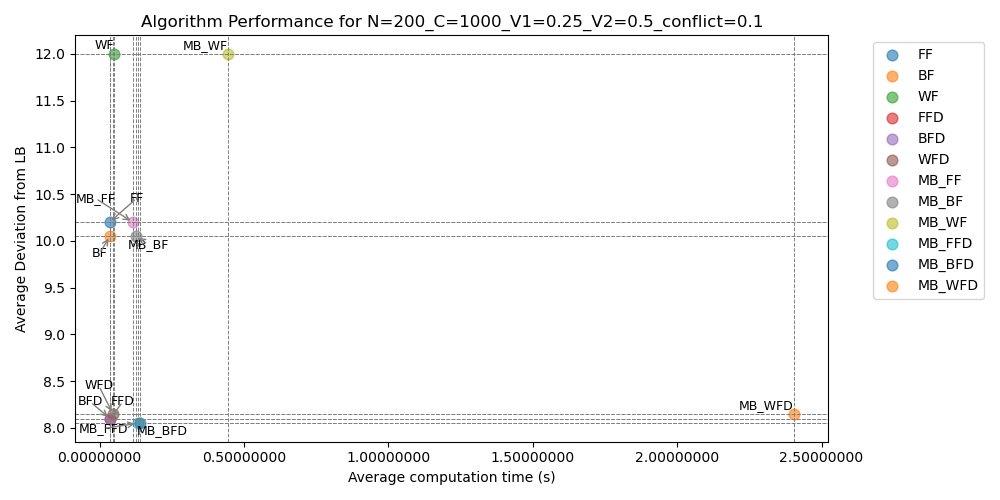 Algorithm Performance for N=200_C=1000_V1=0.25_V2=0.5_conflict=0.1
Average Deviation from LB
12.0
11.5
11.0
10.5
10.0
9.5
9.0
8.5
8.0
WF
MB_WF
MB_FF
FF
MB_BF
BF
WFD
BFD
FFD
MB_FFD
MB_BFD
MB_WFD
0.00000000
0.50000000
1.00000000
1.50000000
2.00000000
2.50000000
Average computation time (s)
FF
BF
WF
FFD
BFD
WFD
MB_FF
MB_BF
MB_WF
MB_FFD
MB_BFD
MB_WFD